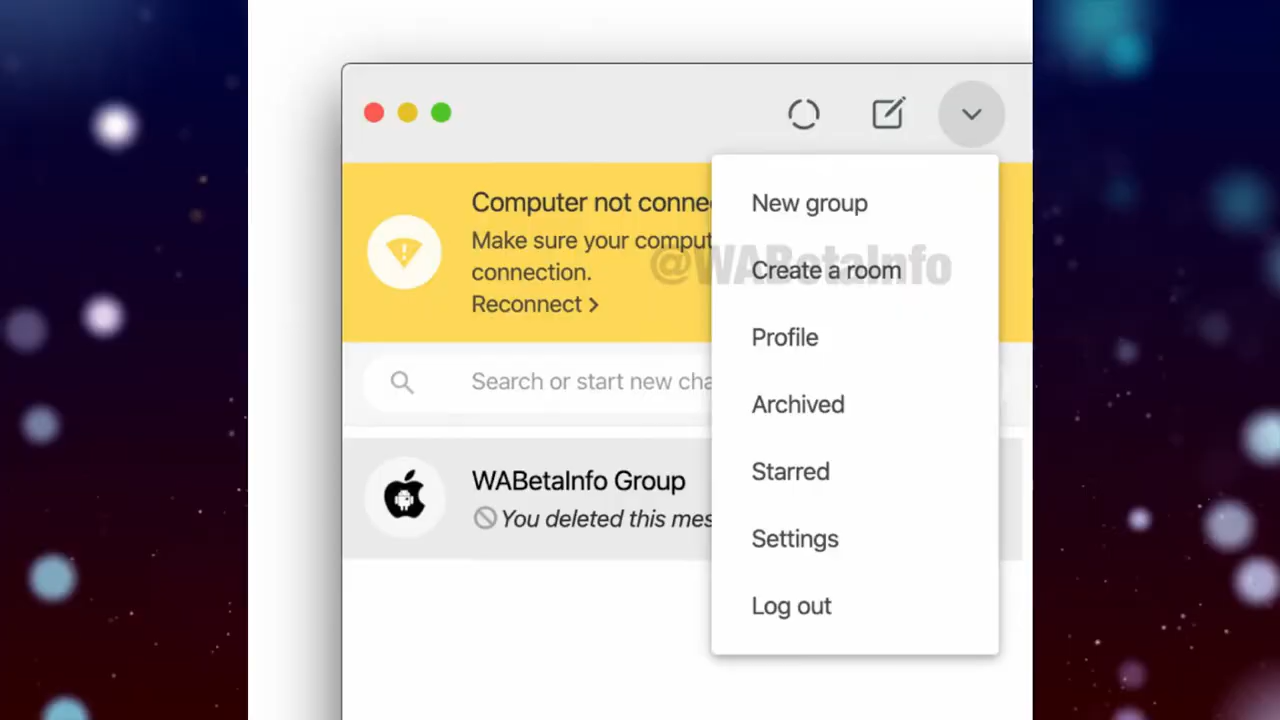 Computer not conne
Make sure your comput
connection.
Reconnect >
Search or start new cha
WABetaInfo Group
You deleted this mes
New group
@WABetaInfo
Create a room
Profile
Archived
Starred
Settings
Log out